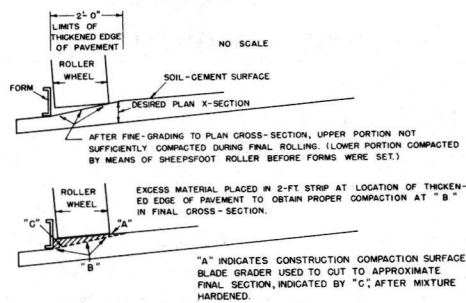 2'-0"
LIMITS OF
THICKENED EDGE
OF PAVEMENT
NO SCALE
ROLLER
WHEEL
SOIL-CEMENT SURFACE
FORM
DESIRED PLAN X-SECTION
AFTER FINE-GRADING TO PLAN CROSS-SECTION, UPPER PORTION NOT
SUFFICIENTLY COMPACTED DURING FINAL ROLLING. (LOWER PORTION COMPACTED
BY MEANS OF SHEEPSFOOT ROLLER BEFORE FORMS WERE SET.)
ROLLER
WHEEL
EXCESS MATERIAL PLACED IN 2-FT. STRIP AT LOCATION OF THICKEN-
ED EDGE OF PAVEMENT TO OBTAIN PROPER COMPACTION AT "B"
IN FINAL CROSS-SECTION.
"C"
"A"
"B"
"A" INDICATES CONSTRUCTION COMPACTION SURFACE
BLADE GRADER USED TO CUT TO APPROXIMATE
FINAL SECTION, INDICATED BY "C", AFTER MIXTURE
HARDENED.